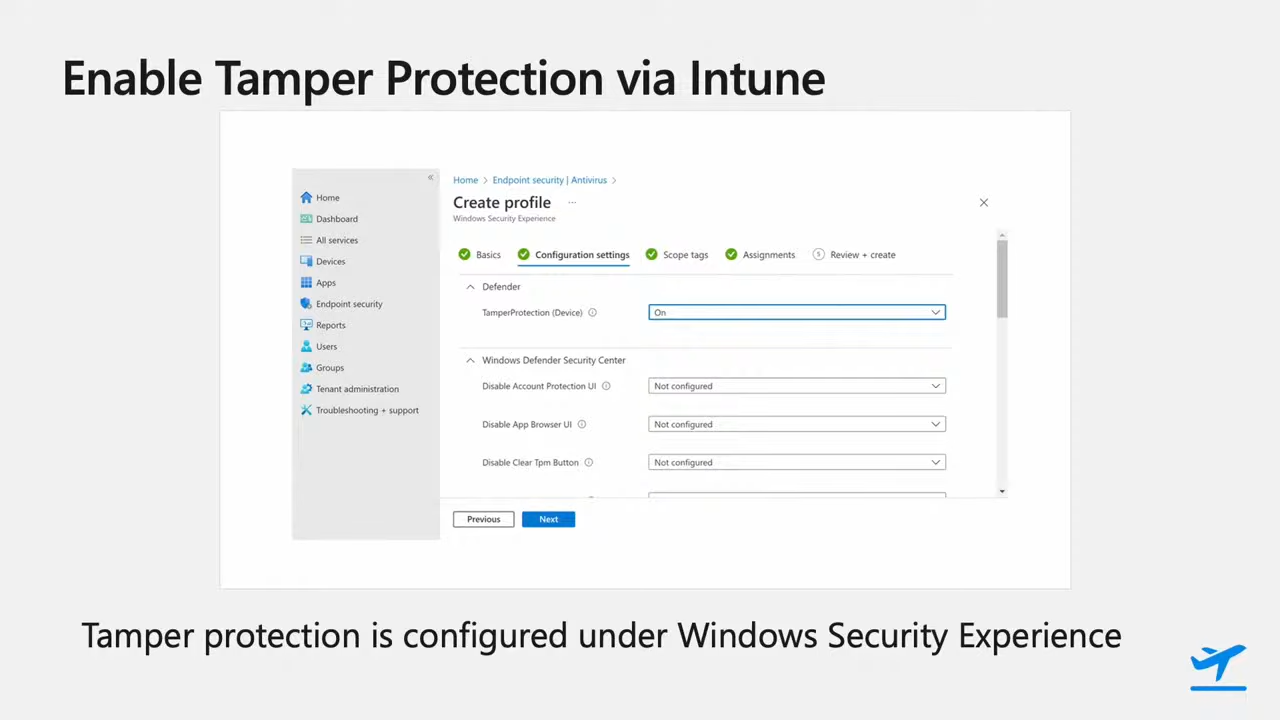 Enable Tamper Protection via Intune
«
Home
Dashboard
All services
Devices
Apps
Endpoint security
Reports
Users
Groups
Tenant administration
Troubleshooting + support
Home > Endpoint security | Antivirus >
Create profile ...
Windows Security Experience
Basics
Configuration settings
Scope tags
Assignments
5 Review + create
Defender
TamperProtection (Device) On
Windows Defender Security Center
Disable Account Protection UI Not configured
Disable App Browser UI Not configured
Disable Clear Tpm Button Not configured
Previous Next
Tamper protection is configured under Windows Security Experience